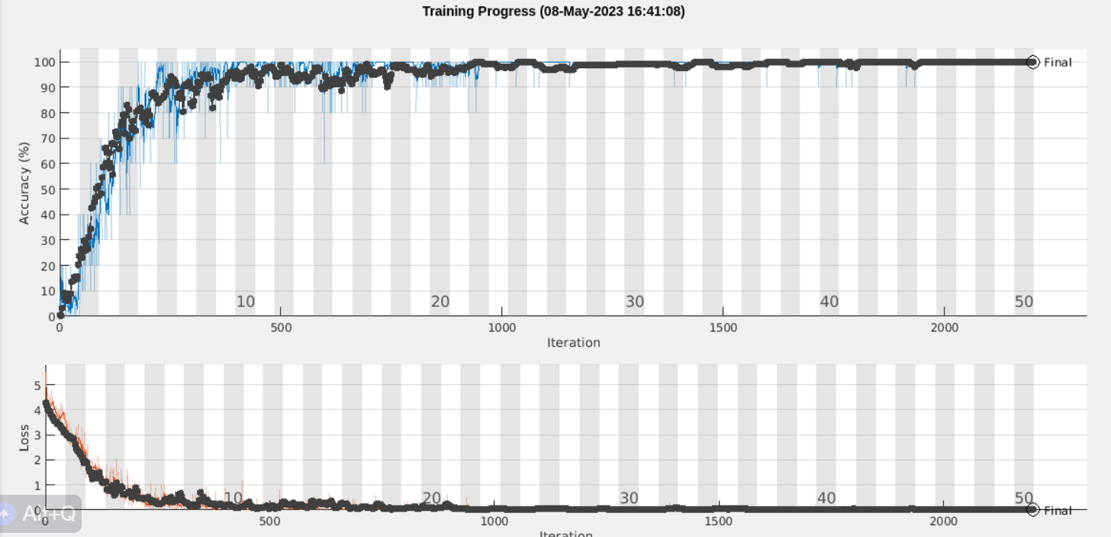 Training Progress (08-May-2023 16:41:08)
100
90
80
70
60
50
40
30
20
10
0
Accuracy (%)
Final
10 20 30 40 50
0 500 1000 1500 2000
Iteration
5
4
3
2
1
0
Loss
10 20 30 40 50
Final
Alt+Q
0 500 1000 1500 2000
Iteration